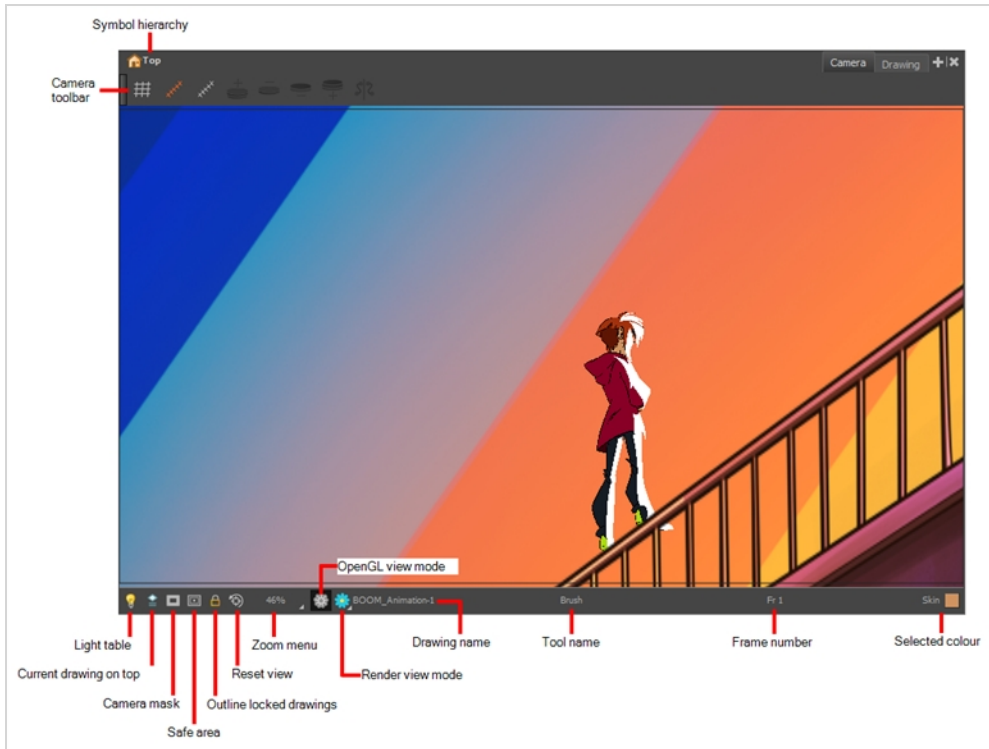 Symbol hierarchy
Top
Camera Drawing
Camera
toolbar
OpenGL view mode
46% BOOM_Animation-1 Brush Fr 1 Skin
Light table
Zoom menu
Drawing name
Tool name
Frame number
Selected colour
Current drawing on top
Reset view
Render view mode
Camera mask
Outline locked drawings
Safe area